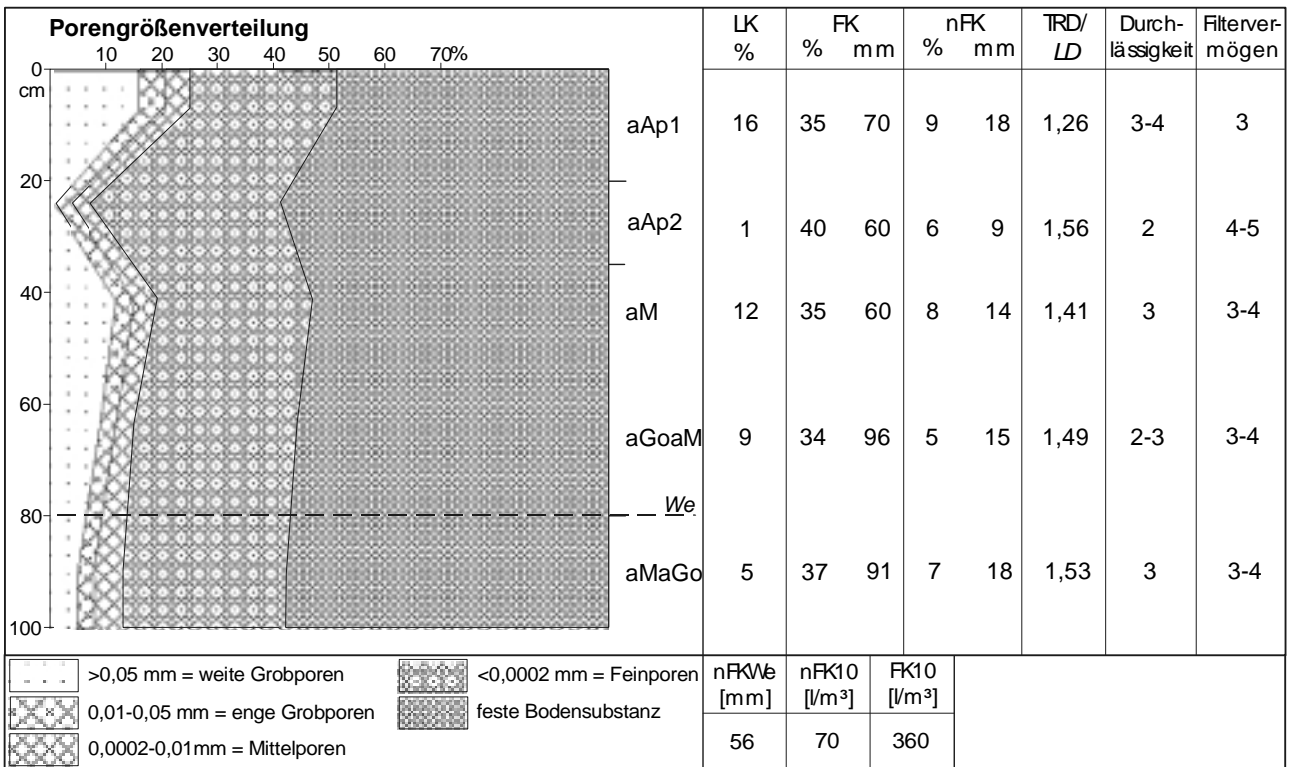 Porengrößenverteilung
10 20 30 40 50 60 70%
0
cm
20
40
60
80
100
LK FK nFK TRD/ Durch- Filterver-
% % mm % mm LD lässigkeit mögen
aAp1 16 35 70 9 18 1,26 3-4 3
aAp2 1 40 60 6 9 1,56 2 4-5
aM 12 35 60 8 14 1,41 3 3-4
aGoaM 9 34 96 5 15 1,49 2-3 3-4
We
aMaGo 5 37 91 7 18 1,53 3 3-4
>0,05 mm = weite Grobporen
0,01-0,05 mm = enge Grobporen
0,0002-0,01mm = Mittelporen
<0,0002 mm = Feinporen
feste Bodensubstanz
nFKWe nFK10 FK10
[mm] [l/m³] [l/m³]
56 70 360